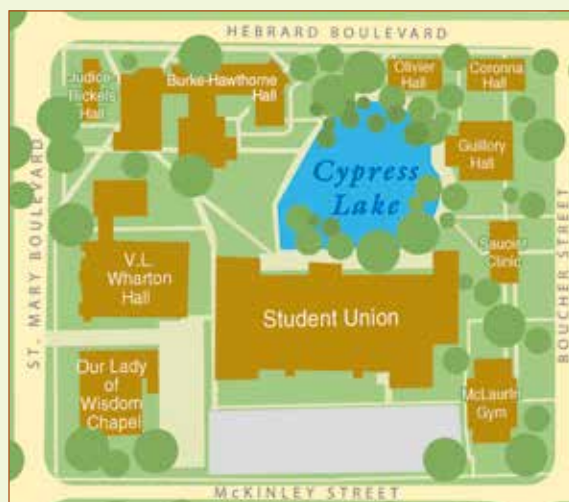 HEBRARD BOULEVARD
Judice-
Rickels
Hall
Burke-Hawthorne
Hall
Olivier
Hall
Coronna
Hall
Guillory
Hall
Cypress
Lake
ST. MARY BOULEVARD
BOUCHER STREET
V.L.
Wharton
Hall
Saucier
Clinic
Student Union
Our Lady
of
Wisdom
Chapel
McLaurin
Gym
McKINLEY STREET